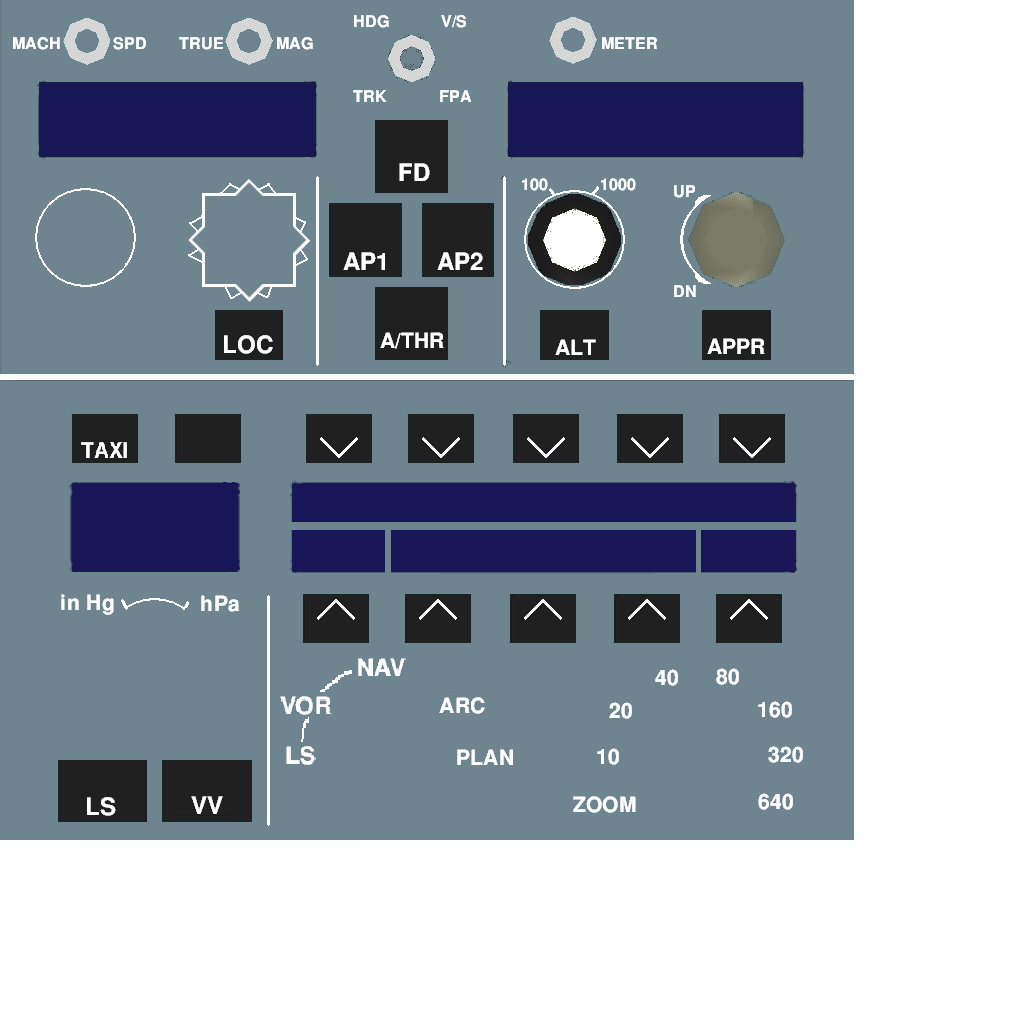 HDG V/S
MACH SPD TRUE MAG METER
TRK FPA
FD
100 1000 UP
AP1 AP2
DN
LOC A/THR ALT APPR
TAXI
in Hg hPa
NAV
40 80
VOR ARC 20 160
LS PLAN 10 320
LS VV ZOOM 640